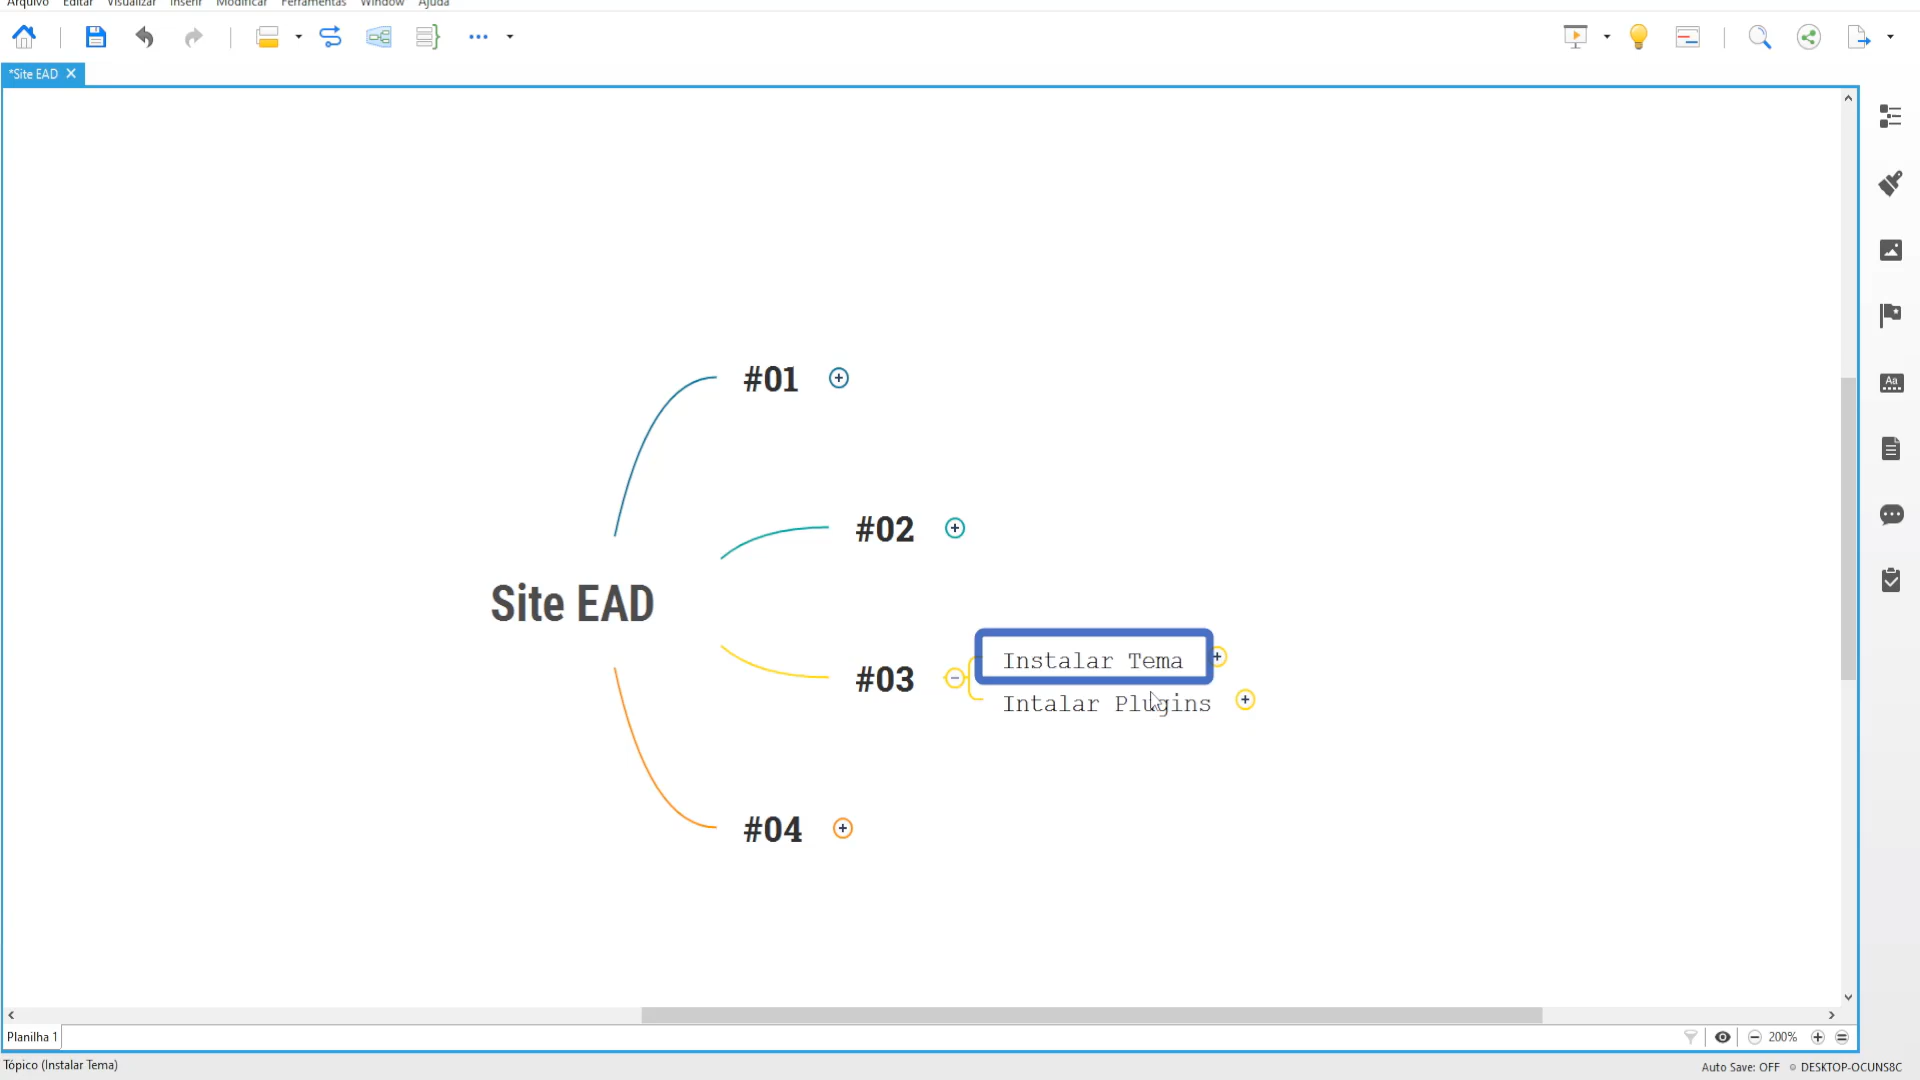 Arquivo Editar Visualizar Inserir Modificar Ferramentas Window Ajuda
*Site EAD
#01
#02
Site EAD
Instalar Tema
#03
Intalar Plugins
#04
Planilha 1
200%
Tópico (Instalar Tema)
Auto Save: OFF
DESKTOP-OCUNS8C